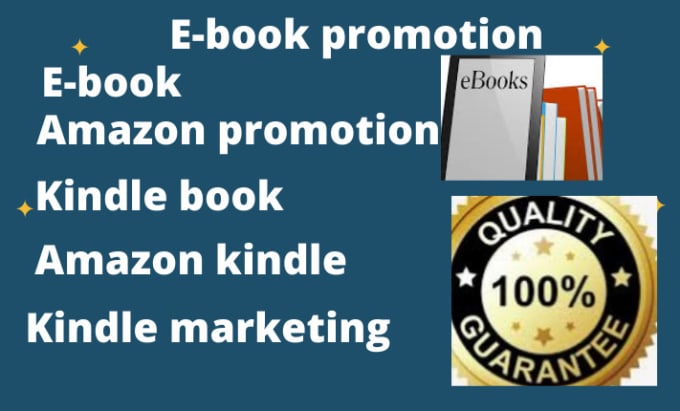 E-book promotion
E-book
Amazon promotion
eBooks
Kindle book
Amazon kindle
Kindle marketing
QUALITY
100%
GUARANTEE